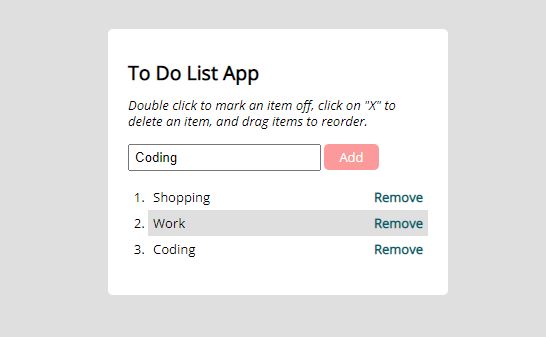 To Do List App
Double click to mark an item off, click on "X" to
delete an item, and drag items to reorder.
Coding Add
1. Shopping Remove
2. Work Remove
3. Coding Remove